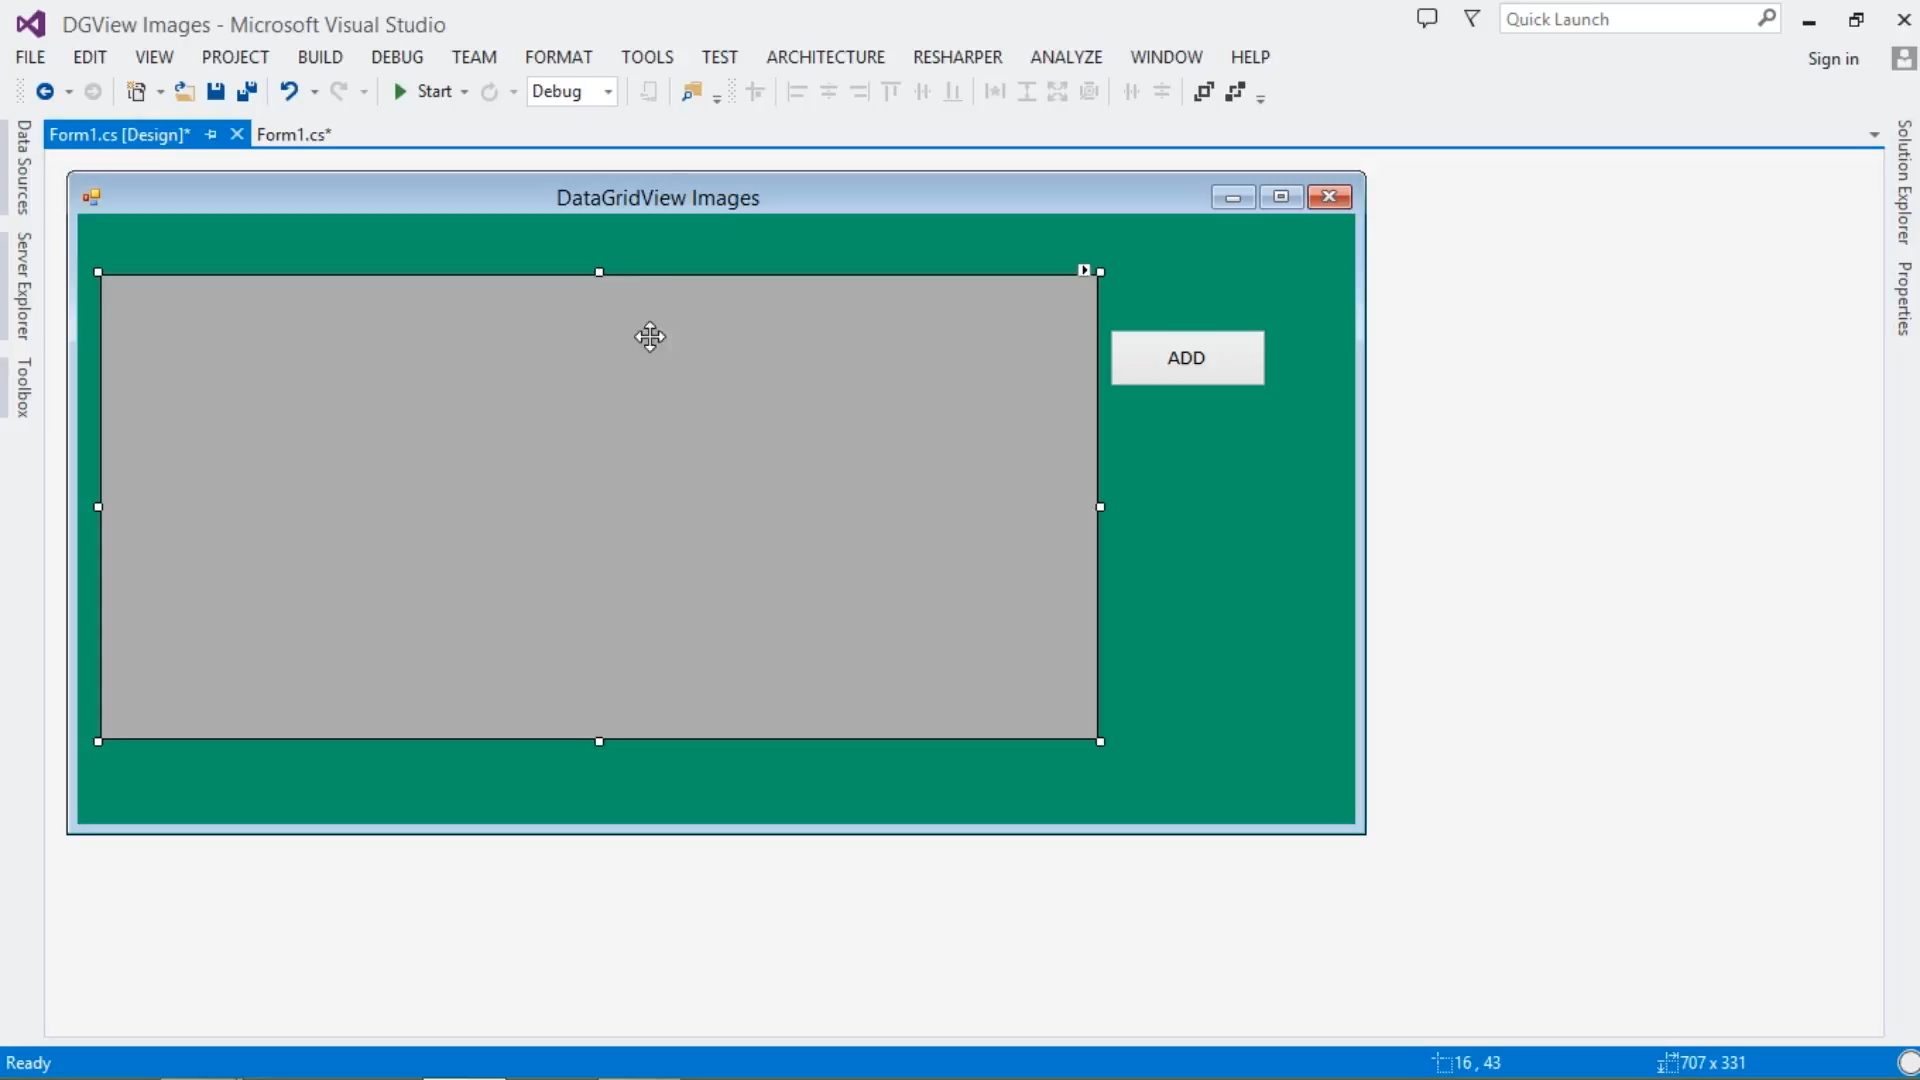 DGView Images - Microsoft Visual Studio
Quick Launch
FILE EDIT VIEW PROJECT BUILD DEBUG TEAM FORMAT TOOLS TEST ARCHITECTURE RESHARPER ANALYZE WINDOW HELP
Sign in
Start
Debug
Form1.cs [Design]*
Form1.cs*
Data Sources
Server Explorer
Toolbox
DataGridView Images
ADD
Solution Explorer
Properties
Ready
16 , 43
707 x 331